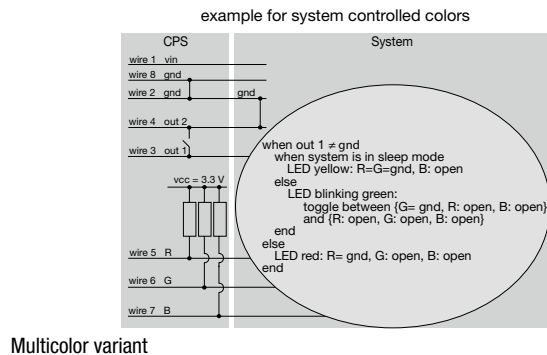 example for system controlled colors
CPS
System
wire 1 vin
wire 8 gnd
wire 2 gnd
gnd
wire 4 out 2
wire 3 out 1
when out 1 ≠ gnd
when system is in sleep mode
LED yellow: R=G=gnd, B: open
else
LED blinking green:
toggle between {G= gnd, R: open, B: open}
and {R: open, G: open, B: open}
end
else
LED red: R= gnd, G: open, B: open
end
vcc = 3.3 V
wire 5 R
wire 6 G
wire 7 B
Multicolor variant